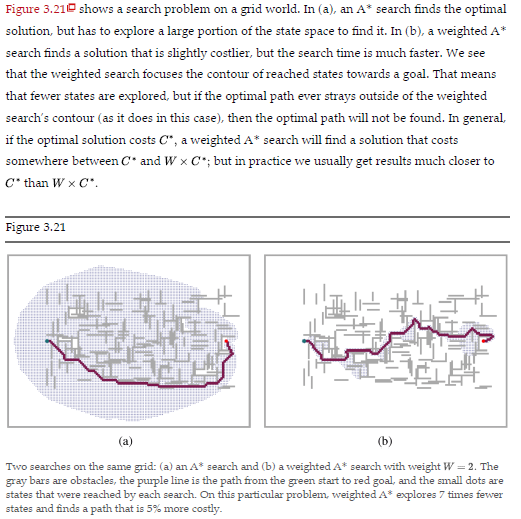 Figure 3.21 shows a search problem on a grid world. In (a), an A* search finds the optimal
solution, but has to explore a large portion of the state space to find it. In (b), a weighted A*
search finds a solution that is slightly costlier, but the search time is much faster. We see
that the weighted search focuses the contour of reached states towards a goal. That means
that fewer states are explored, but if the optimal path ever strays outside of the weighted
search's contour (as it does in this case), then the optimal path will not be found. In general,
if the optimal solution costs C*, a weighted A* search will find a solution that costs
somewhere between C* and W × C*; but in practice we usually get results much closer to
C* than W × C*.
Figure 3.21
(a) (b)
Two searches on the same grid: (a) an A* search and (b) a weighted A* search with weight W = 2. The
gray bars are obstacles, the purple line is the path from the green start to red goal, and the small dots are
states that were reached by each search. On this particular problem, weighted A* explores 7 times fewer
states and finds a path that is 5% more costly.